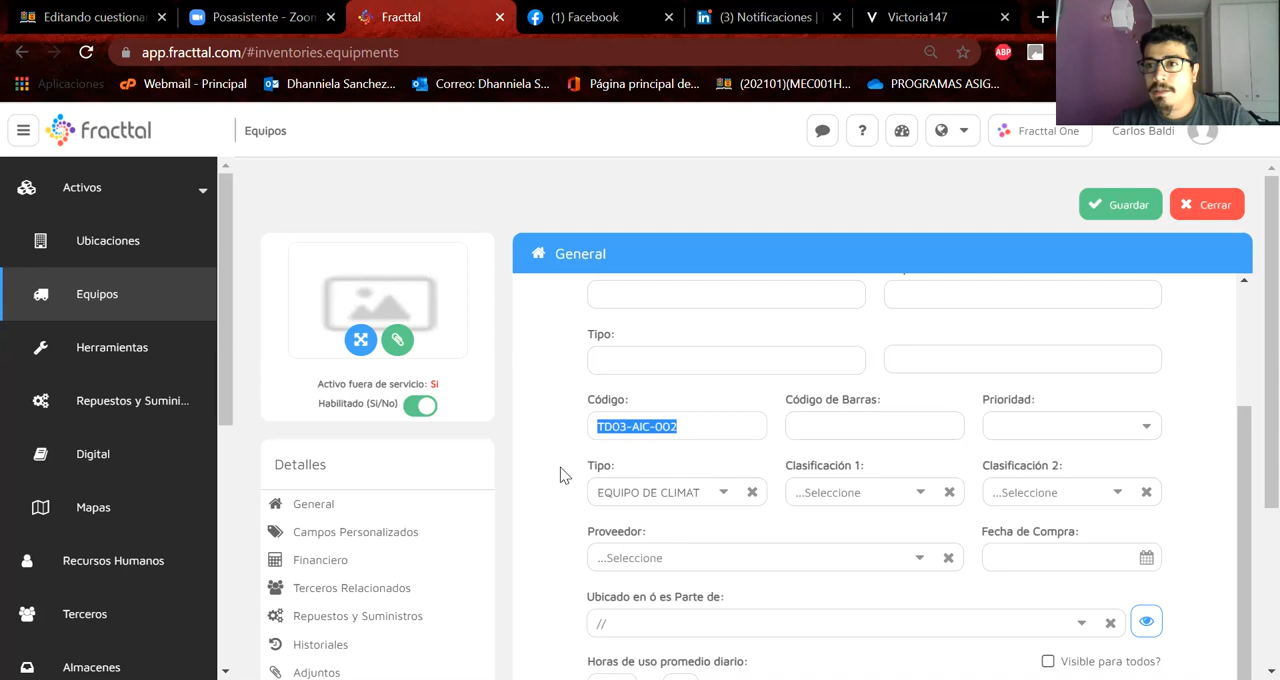 Editando cuestionar
Posasistente - Zoom
Fracttal
(1) Facebook
(3) Notificaciones |
Victoria147
app.fracttal.com/#inventories.equipments
ABP
Aplicaciones
Webmail - Principal
Dhanniela Sanchez...
Correo: Dhanniela S...
Página principal de...
(202101)(MEC001H...
PROGRAMAS ASIG...
fracttal
Equipos
Fracttal One
Carlos Baldi
Activos
Ubicaciones
Equipos
Herramientas
Repuestos y Sumini...
Digital
Mapas
Recursos Humanos
Terceros
Almacenes
Guardar
Cerrar
Activo fuera de servicio: Si
Habilitado (Si/No)
Detalles
General
Campos Personalizados
Financiero
Terceros Relacionados
Repuestos y Suministros
Historiales
Adjuntos
General
Tipo:
Código:
Código de Barras:
Prioridad:
TD03-AIC-002
Tipo:
Clasificación 1:
Clasificación 2:
EQUIPO DE CLIMAT
...Seleccione
...Seleccione
Proveedor:
Fecha de Compra:
...Seleccione
Ubicado en ó es Parte de:
//
Horas de uso promedio diario:
Visible para todos?